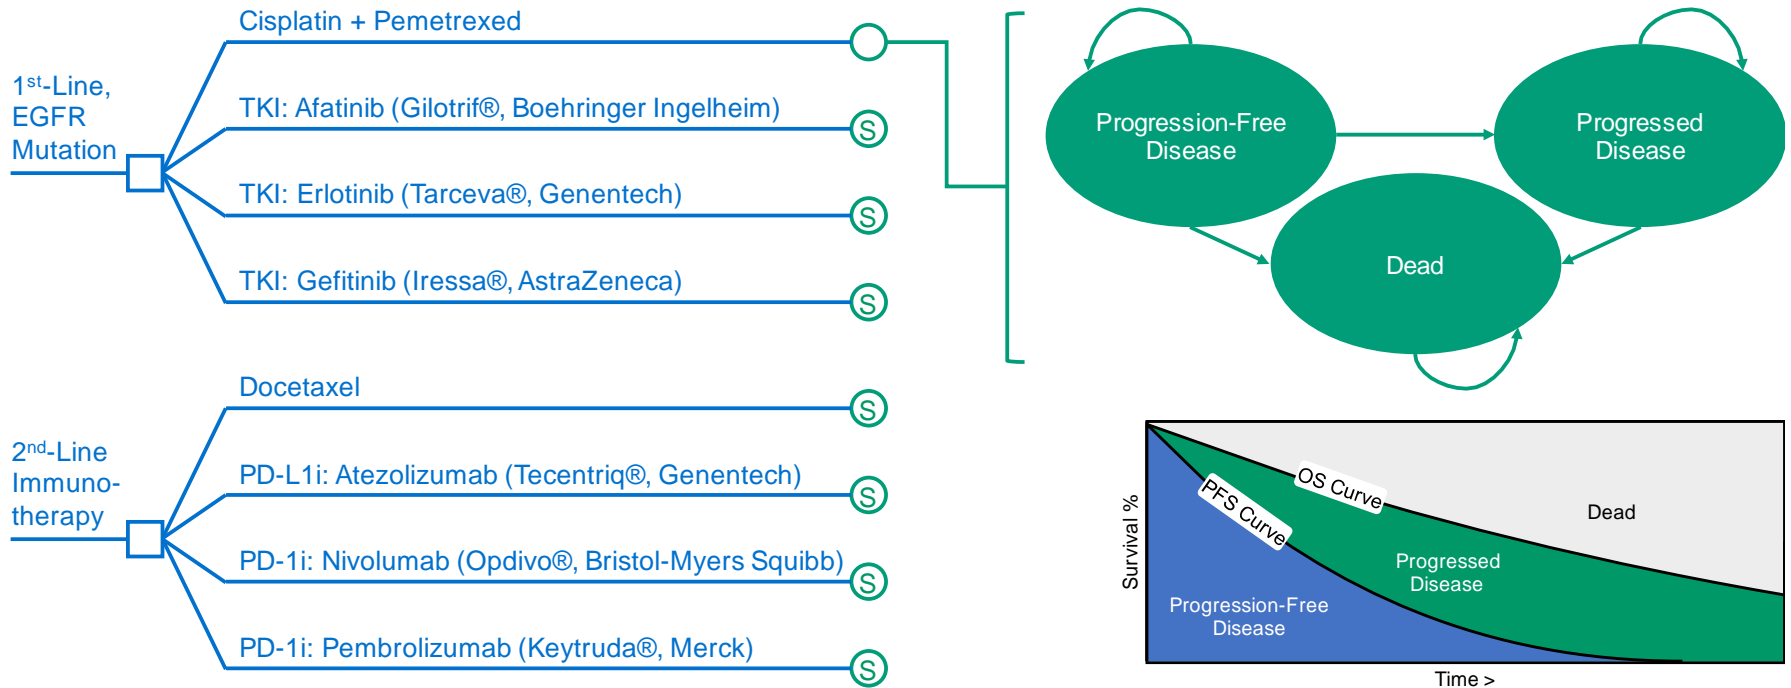 1st-Line,
EGFR
Mutation
Cisplatin + Pemetrexed
TKI: Afatinib (Gilotrif®, Boehringer Ingelheim)
S
TKI: Erlotinib (Tarceva®, Genentech)
S
TKI: Gefitinib (Iressa®, AstraZeneca)
S
2nd-Line
Immuno-
therapy
Docetaxel
S
PD-L1i: Atezolizumab (Tecentriq®, Genentech)
S
PD-1i: Nivolumab (Opdivo®, Bristol-Myers Squibb)
S
PD-1i: Pembrolizumab (Keytruda®, Merck)
S
Progression-Free
Disease
Progressed
Disease
Dead
Survival %
PFS Curve
OS Curve
Dead
Progressed
Disease
Progression-Free
Disease
Time >